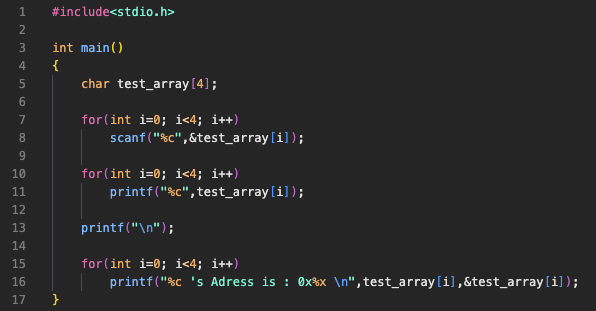 1 #include<stdio.h>
2
3 int main()
4 {
5     char test_array[4];
6
7     for(int i=0; i<4; i++)
8         scanf("%c",&test_array[i]);
9
10     for(int i=0; i<4; i++)
11         printf("%c",test_array[i]);
12
13     printf("\n");
14
15     for(int i=0; i<4; i++)
16         printf("%c 's Adress is : 0x%x \n",test_array[i],&test_array[i]);
17 }